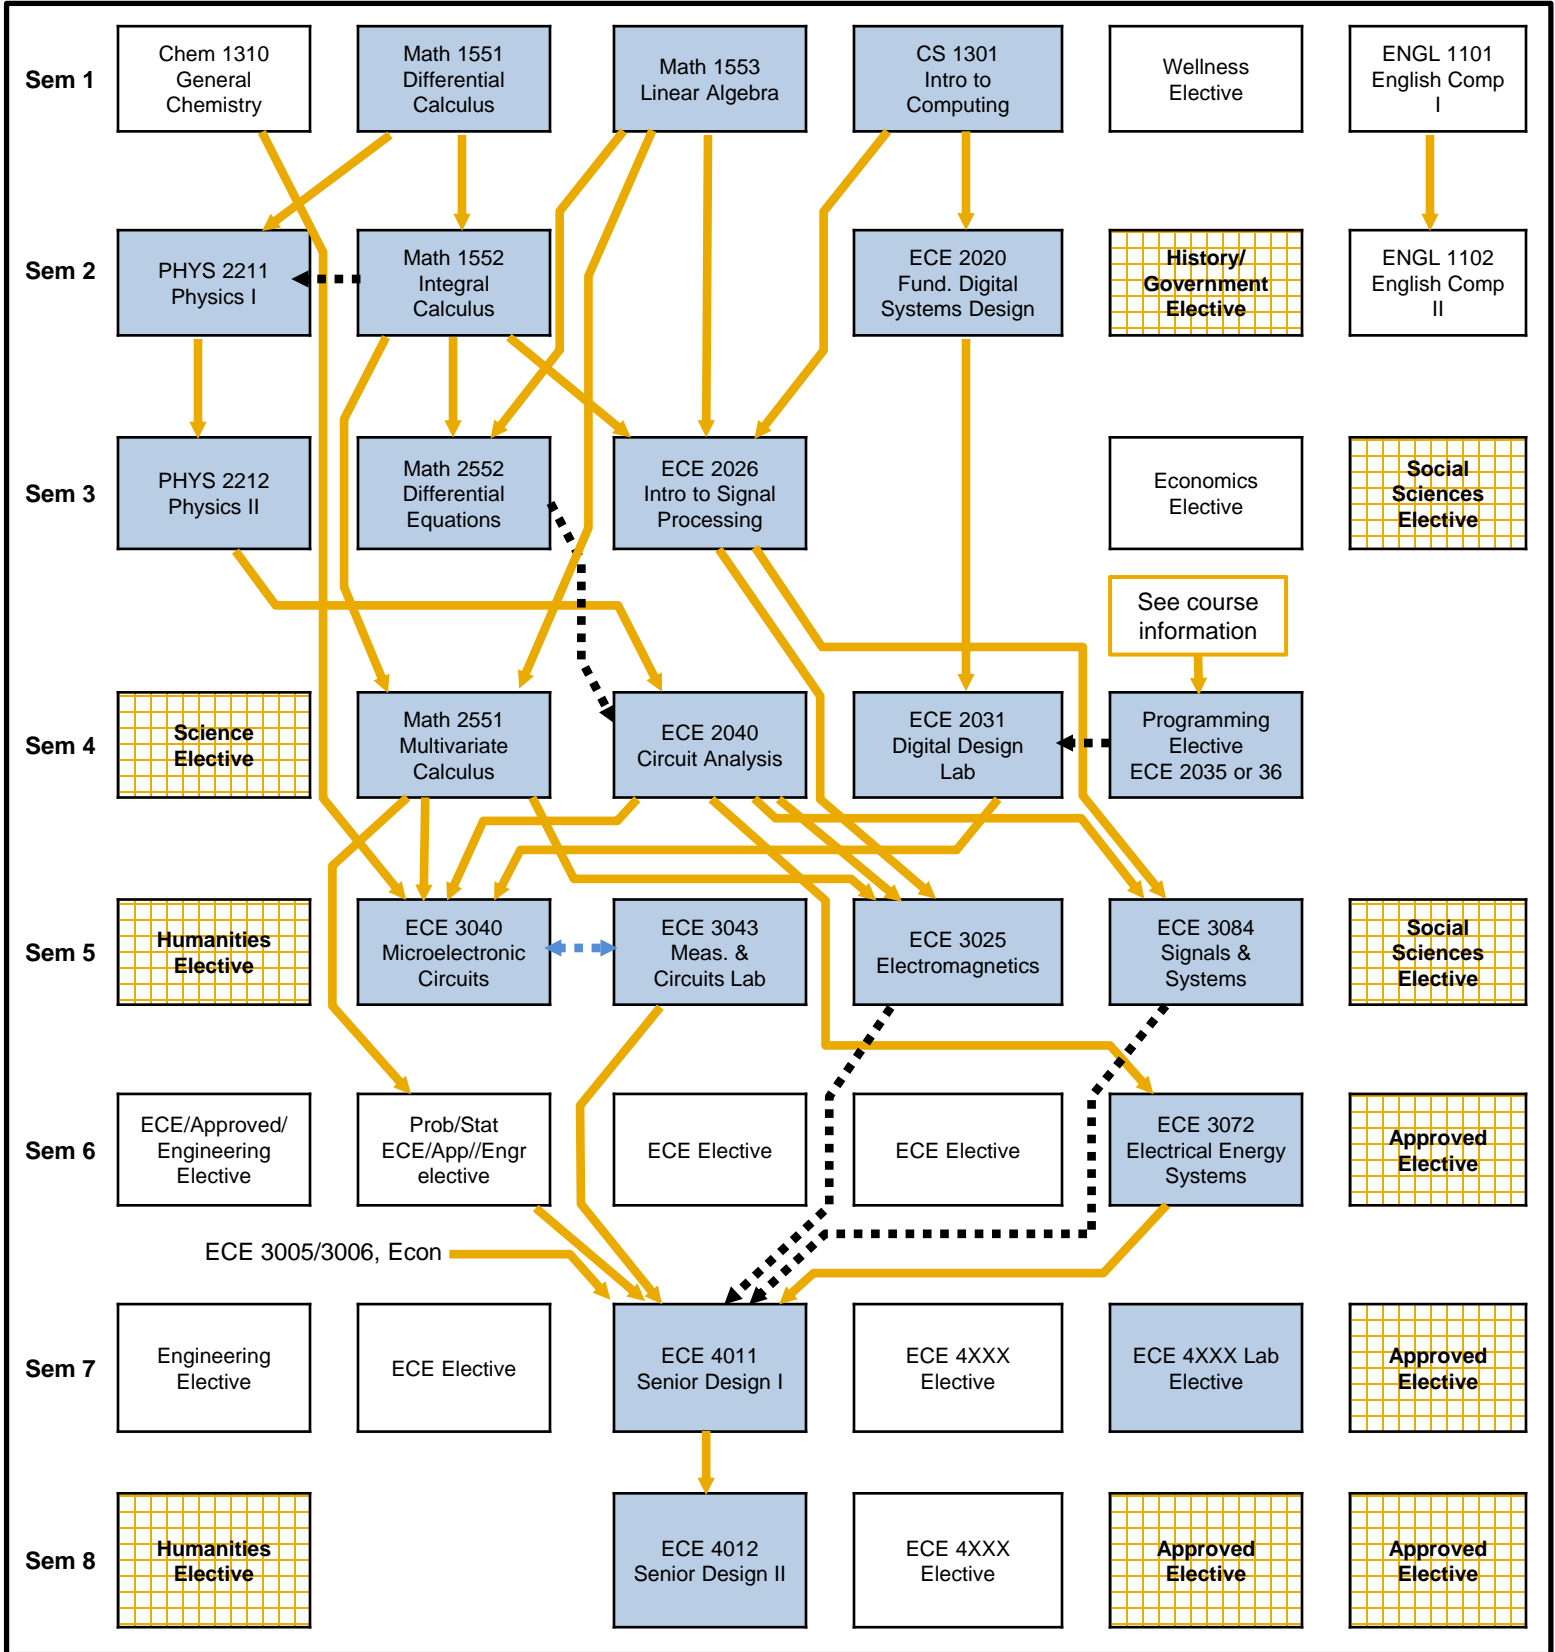 Sem 1
Chem 1310
General
Chemistry
Math 1551
Differential
Calculus
Math 1553
Linear Algebra
CS 1301
Intro to
Computing
Wellness
Elective
ENGL 1101
English Comp
I
Sem 2
PHYS 2211
Physics I
Math 1552
Integral
Calculus
ECE 2020
Fund. Digital
Systems Design
History/
Government
Elective
ENGL 1102
English Comp
II
Sem 3
PHYS 2212
Physics II
Math 2552
Differential
Equations
ECE 2026
Intro to Signal
Processing
Economics
Elective
Social
Sciences
Elective
See course
information
Sem 4
Science
Elective
Math 2551
Multivariate
Calculus
ECE 2040
Circuit Analysis
ECE 2031
Digital Design
Lab
Programming
Elective
ECE 2035 or 36
Sem 5
Humanities
Elective
ECE 3040
Microelectronic
Circuits
ECE 3043
Meas. &
Circuits Lab
ECE 3025
Electromagnetics
ECE 3084
Signals &
Systems
Social
Sciences
Elective
Sem 6
ECE/Approved/
Engineering
Elective
Prob/Stat
ECE/App//Engr
elective
ECE Elective
ECE Elective
ECE 3072
Electrical Energy
Systems
Approved
Elective
ECE 3005/3006, Econ
Sem 7
Engineering
Elective
ECE Elective
ECE 4011
Senior Design I
ECE 4XXX
Elective
ECE 4XXX Lab
Elective
Approved
Elective
Sem 8
Humanities
Elective
ECE 4012
Senior Design II
ECE 4XXX
Elective
Approved
Elective
Approved
Elective